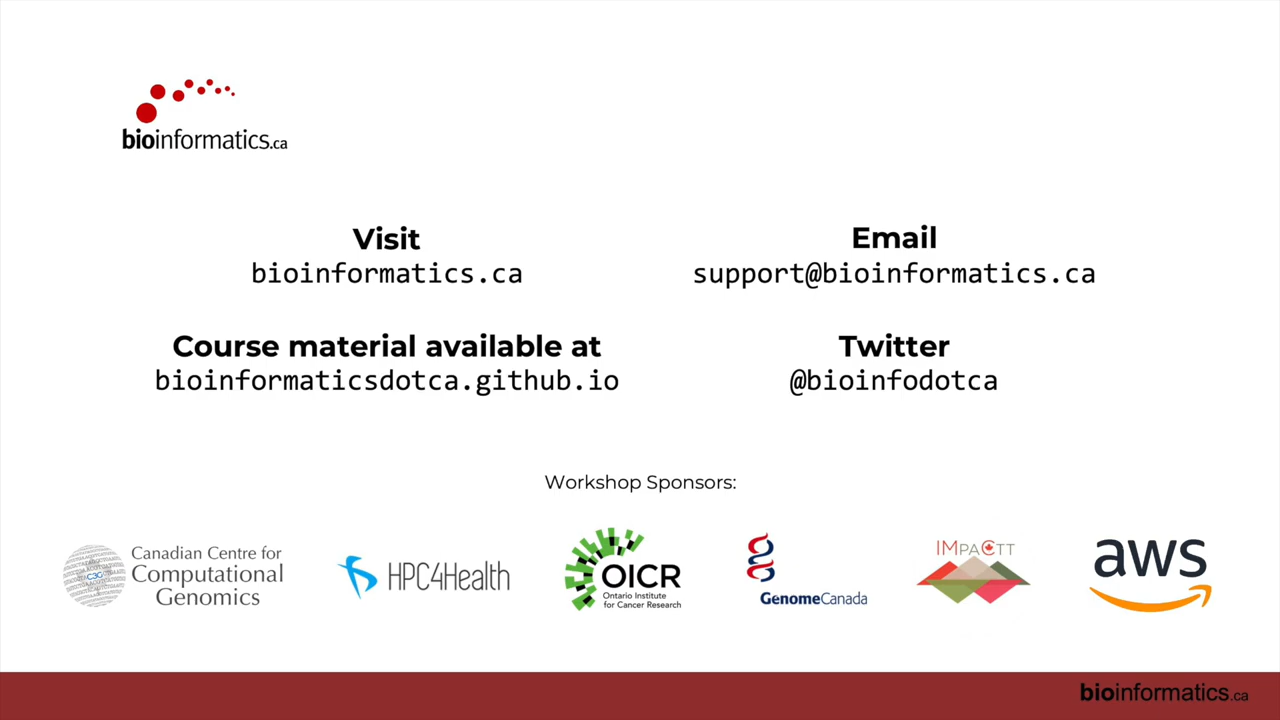 bioinformatics.ca
Visit
bioinformatics.ca
Email
support@bioinformatics.ca
Course material available at
bioinformaticsdotca.github.io
Twitter
@bioinfodotca
Workshop Sponsors:
C3G
Canadian Centre for
Computational
Genomics
HPC4Health
OICR
Ontario Institute
for Cancer Research
GenomeCanada
IMPACTT
aws
bioinformatics.ca